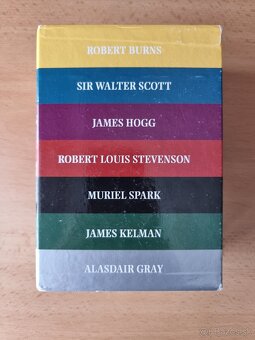 ROBERT BURNS
SIR WALTER SCOTT
JAMES HOGG
ROBERT LOUIS STEVENSON
MURIEL SPARK
JAMES KELMAN
ALASDAIR GRAY